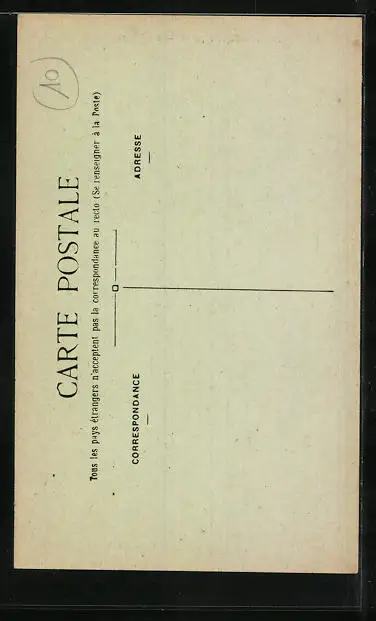 10
CARTE POSTALE
Tous les pays étrangers n'acceptent pas la correspondance au recto (Se renseigner à la Poste)
CORRESPONDANCE
ADRESSE